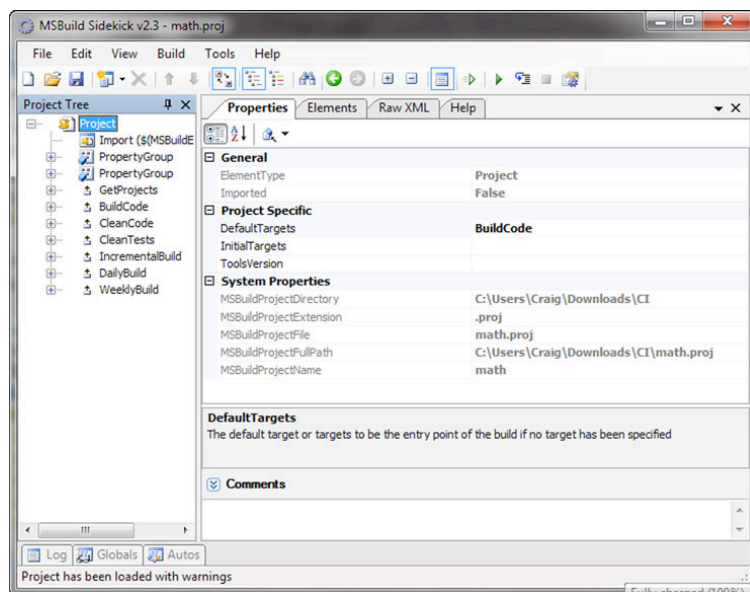 MSBuild Sidekick v2.3 - math.proj
File Edit View Build Tools Help
Project Tree
Project
Import ($(MSBuildE
PropertyGroup
PropertyGroup
GetProjects
BuildCode
CleanCode
CleanTests
IncrementalBuild
DailyBuild
WeeklyBuild
Properties Elements Raw XML Help
General
ElementType Project
Imported False
Project Specific
DefaultTargets BuildCode
InitialTargets
ToolsVersion
System Properties
MSBuildProjectDirectory C:\Users\Craig\Downloads\CI
MSBuildProjectExtension .proj
MSBuildProjectFile math.proj
MSBuildProjectFullPath C:\Users\Craig\Downloads\CI\math.proj
MSBuildProjectName math
DefaultTargets
The default target or targets to be the entry point of the build if no target has been specified
Comments
Log Globals Autos
Project has been loaded with warnings
Fully charged (100%)